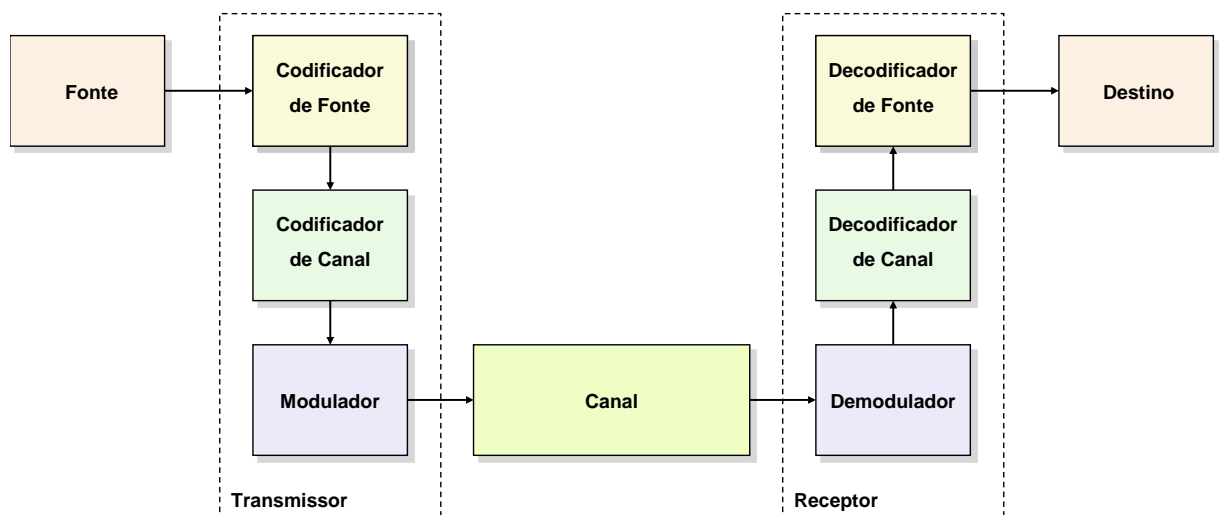 Fonte
Codificador
de Fonte
Codificador
de Canal
Modulador
Transmissor
Canal
Demodulador
Decodificador
de Canal
Decodificador
de Fonte
Receptor
Destino